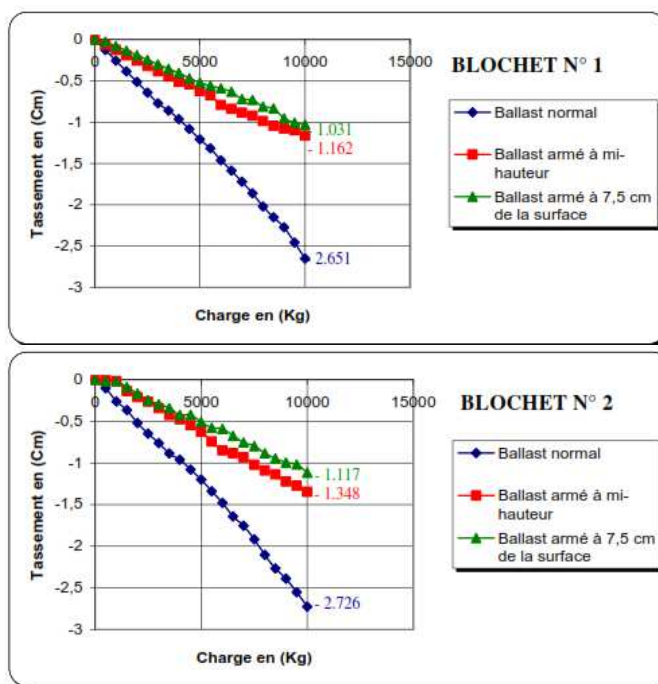 BLOCHET N° 1
0
-0,5
-1
-1,5
-2
-2,5
-3
0
5000
10000
15000
Tassement en (Cm)
Charge en (Kg)
1.031
- 1.162
2.651
Ballast normal
Ballast armé à mi-
hauteur
Ballast armé à 7,5 cm
de la surface
BLOCHET N° 2
0
-0,5
-1
-1,5
-2
-2,5
-3
0
5000
10000
15000
Tassement en (Cm)
Charge en (Kg)
- 1.117
- 1.348
- 2.726
Ballast normal
Ballast armé à mi-
hauteur
Ballast armé à 7,5 cm
de la surface